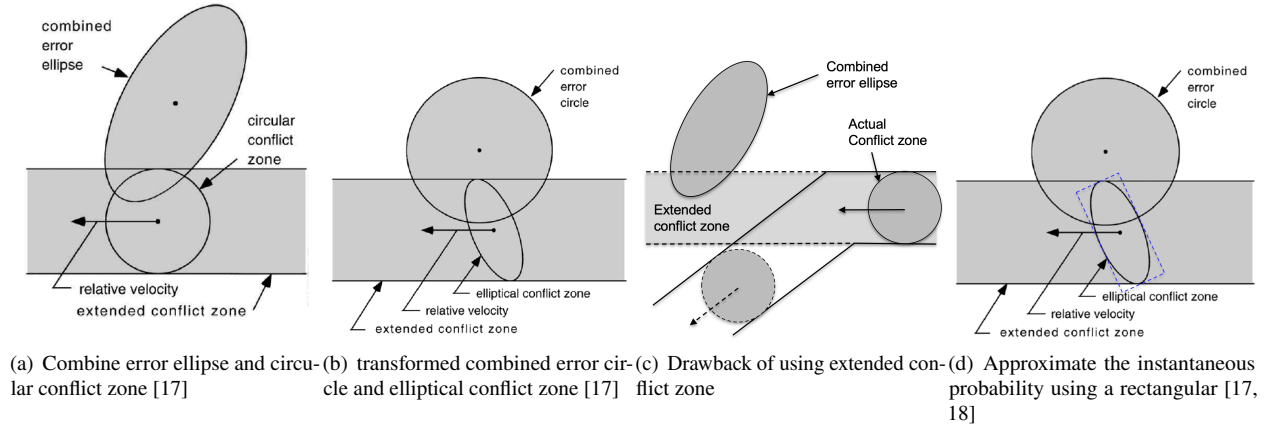 combined
error
ellipse
circular
conflict
zone
relative velocity
extended conflict zone
combined
error
circle
elliptical conflict zone
relative velocity
extended conflict zone
Combined
error ellipse
Actual
Conflict zone
Extended
conflict zone
combined
error
circle
elliptical conflict zone
relative velocity
extended conflict zone
(a) Combine error ellipse and circu-
lar conflict zone [17]
(b) transformed combined error cir-
cle and elliptical conflict zone [17]
(c) Drawback of using extended con-
flict zone
(d) Approximate the instantaneous
probability using a rectangular [17,
18]